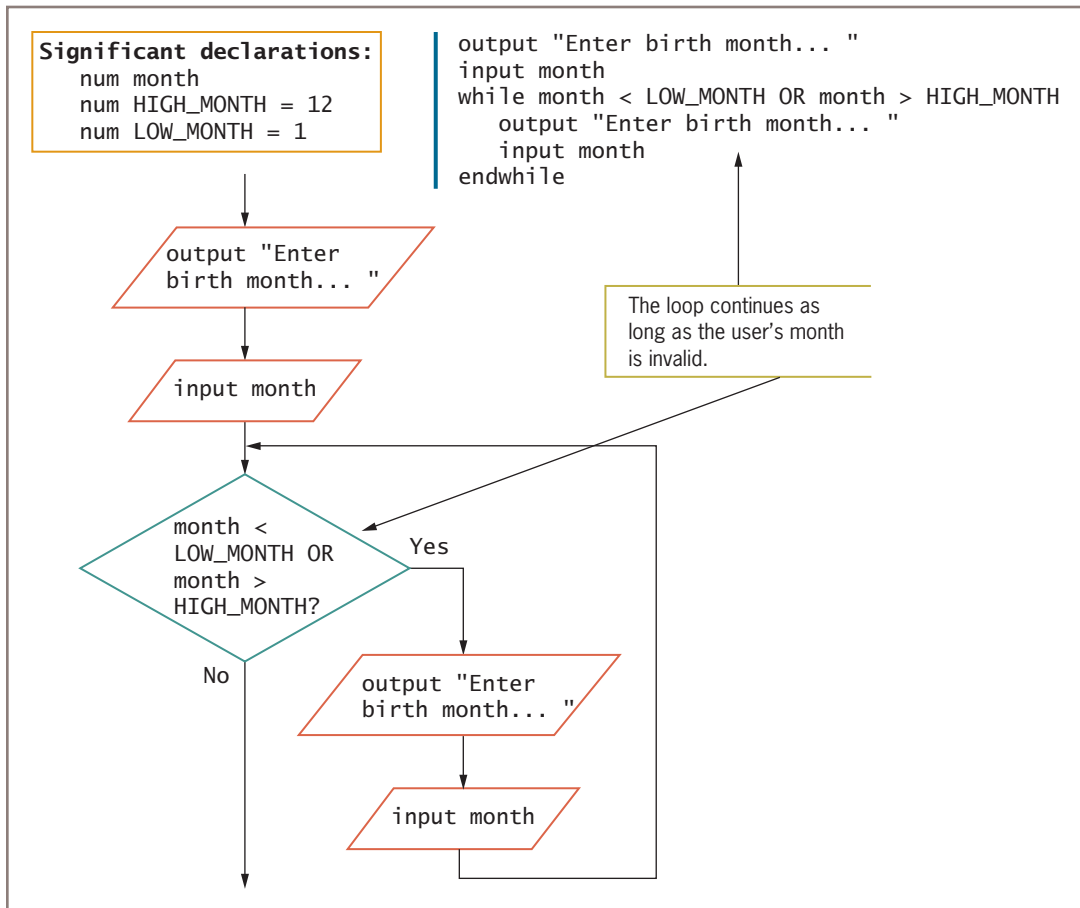 Significant declarations:
num month
num HIGH_MONTH = 12
num LOW_MONTH = 1
output "Enter birth month... "
input month
while month < LOW_MONTH OR month > HIGH_MONTH
output "Enter birth month... "
input month
endwhile
output "Enter
birth month... "
input month
The loop continues as
long as the user's month
is invalid.
month <
LOW_MONTH OR
month >
HIGH_MONTH?
Yes
No
output "Enter
birth month... "
input month